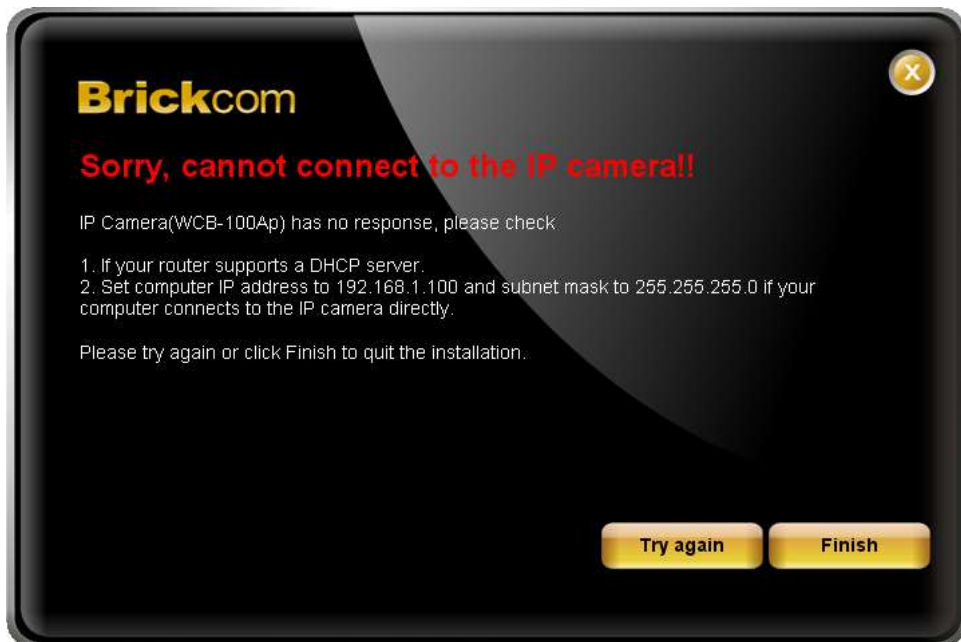 Brickcom
X
Sorry, cannot connect to the IP camera!!
IP Camera(WCB-100Ap) has no response, please check
1. If your router supports a DHCP server.
2. Set computer IP address to 192.168.1.100 and subnet mask to 255.255.255.0 if your
computer connects to the IP camera directly.
Please try again or click Finish to quit the installation.
Try again
Finish